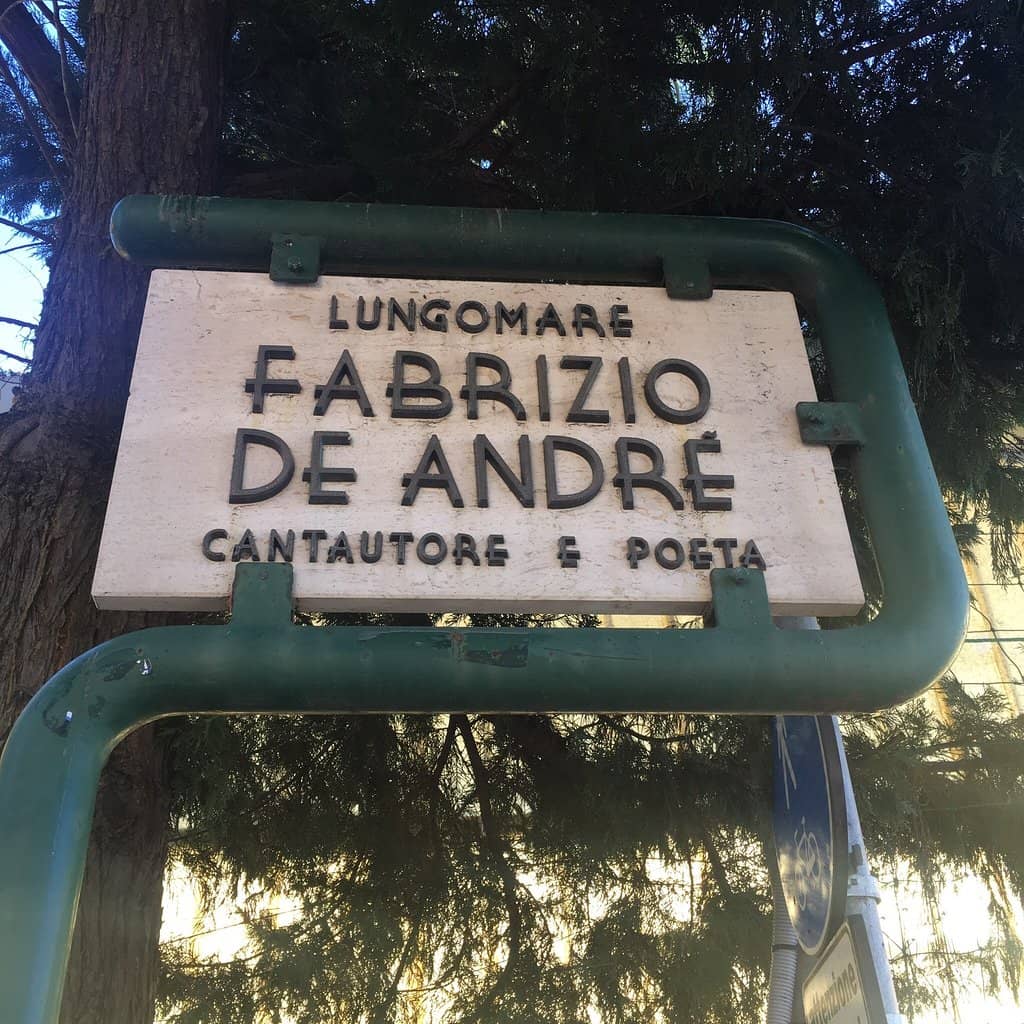 LUNGOMARE
FABRIZIO
DE ANDRÉ
CANTAUTORE E POETA